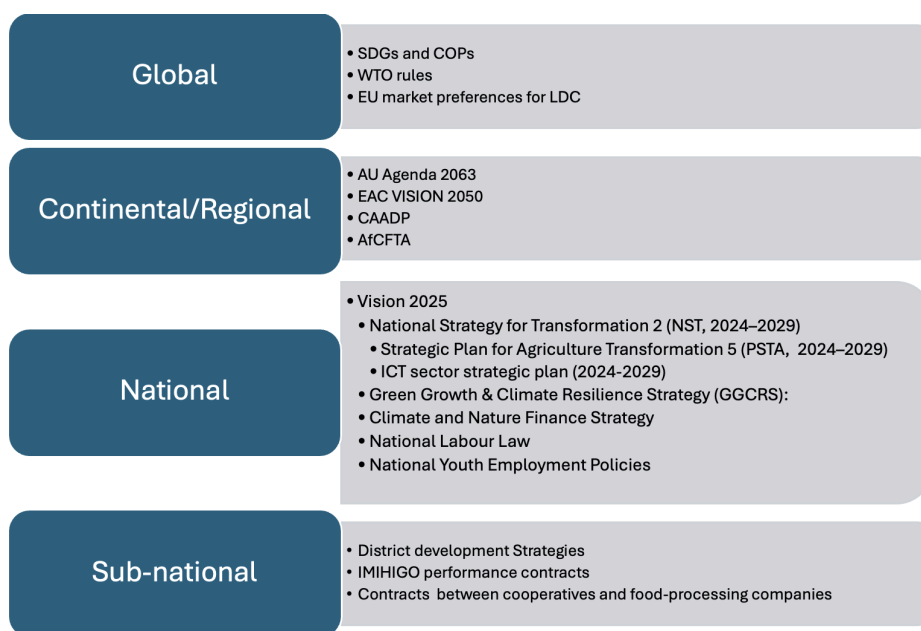 Global
• SDGs and COPs
• WTO rules
• EU market preferences for LDC
Continental/Regional
• AU Agenda 2063
• EAC VISION 2050
• CAADP
• AfCFTA
National
• Vision 2025
• National Strategy for Transformation 2 (NST, 2024–2029)
• Strategic Plan for Agriculture Transformation 5 (PSTA,  2024–2029)
• ICT sector strategic plan (2024-2029)
• Green Growth & Climate Resilience Strategy (GGCRS):
• Climate and Nature Finance Strategy
• National Labour Law
• National Youth Employment Policies
Sub-national
• District development Strategies
• IMIHIGO performance contracts
• Contracts  between cooperatives and food-processing companies